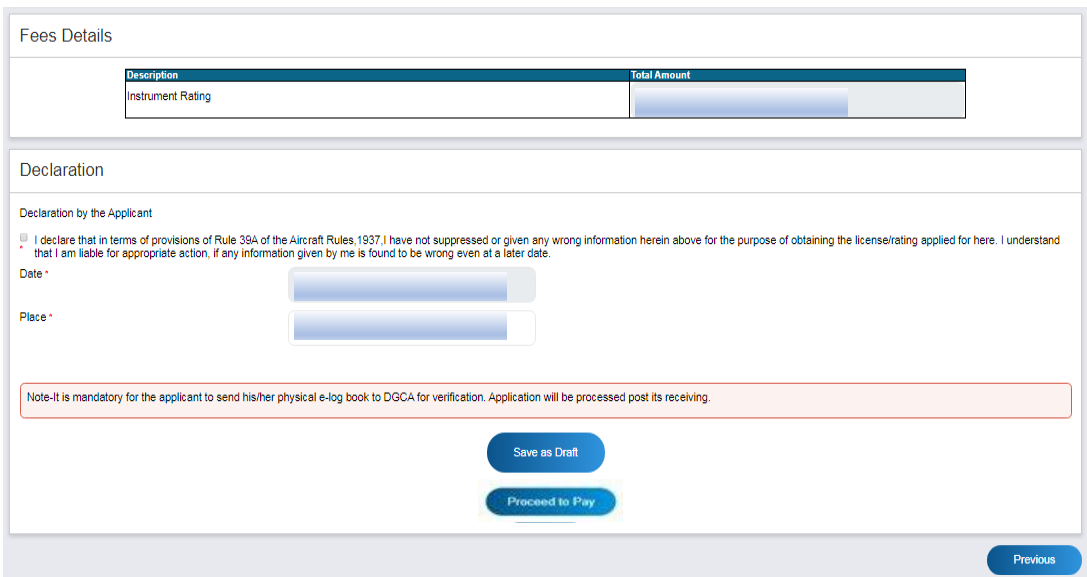 Fees Details
Description Total Amount
Instrument Rating
Declaration
Declaration by the Applicant
I declare that in terms of provisions of Rule 39A of the Aircraft Rules,1937,I have not suppressed or given any wrong information herein above for the purpose of obtaining the license/rating applied for here. I understand
* that I am liable for appropriate action, if any information given by me is found to be wrong even at a later date.
Date *
Place *
Note-It is mandatory for the applicant to send his/her physical e-log book to DGCA for verification. Application will be processed post its receiving.
Save as Draft
Proceed to Pay
Previous